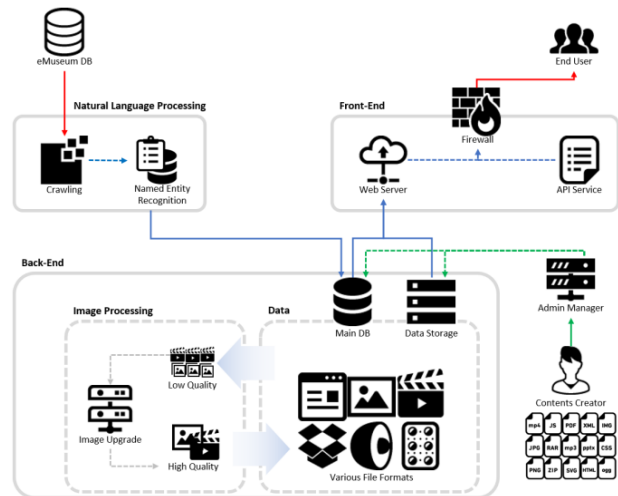 eMuseum DB
End User
Natural Language Processing
Front-End
Firewall
Crawling
Named Entity
Recognition
Web Server
API Service
Back-End
Image Processing
Data
Main DB
Data Storage
Admin Manager
Low Quality
Image Upgrade
High Quality
Various File Formats
Contents Creator
mp4 JS PDF XML IMG
JPG RAR mp3 pptx CSS
PNG ZIP SVG HTML ogg